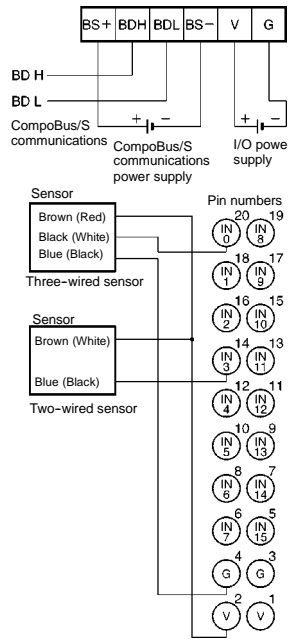 BS+ BDH BDL BS− V G
BD H
BD L
+ −
+ −
CompoBus/S
communications
CompoBus/S
communications
power supply
I/O powe
supply
Sensor
Brown (Red)
Black (White)
Blue (Black)
Three-wired sensor
Sensor
Brown (White)
Blue (Black)
Two-wired sensor
Pin numbers
20 19
IN 0 IN 8
18 17
IN 1 IN 9
16 15
IN 2 IN 10
14 13
IN 3 IN 11
12 11
IN 4 IN 12
10 9
IN 5 IN 13
8 7
IN 6 IN 14
6 5
IN 7 IN 15
4 3
G G
2 1
V V